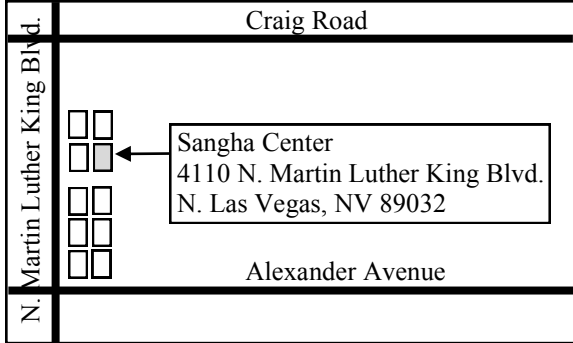 Craig Road
N. Martin Luther King Blvd.
Sangha Center
4110 N. Martin Luther King Blvd.
N. Las Vegas, NV 89032
Alexander Avenue